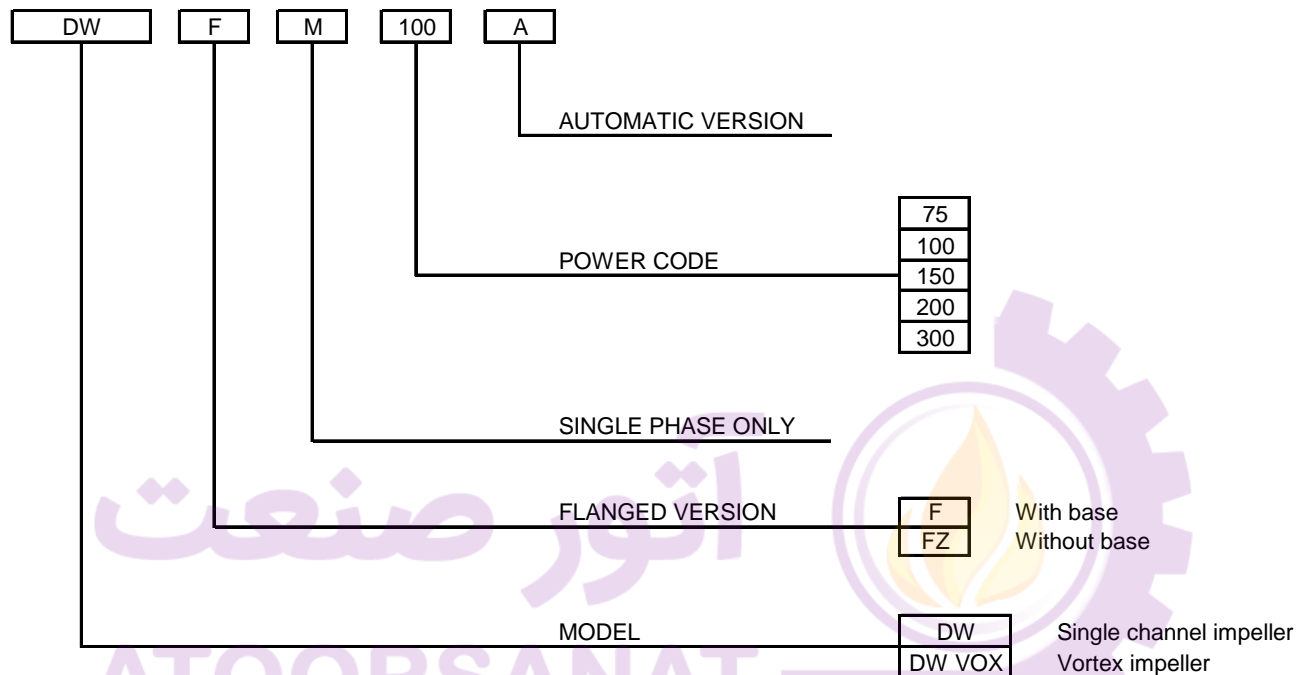 DW F M 100 A
AUTOMATIC VERSION
75
100
POWER CODE
150
200
300
SINGLE PHASE ONLY
آتور صنعت
FLANGED VERSION F With base
FZ Without base
MODEL DW Single channel impeller
DW VOX Vortex impeller
ATOORSANAT